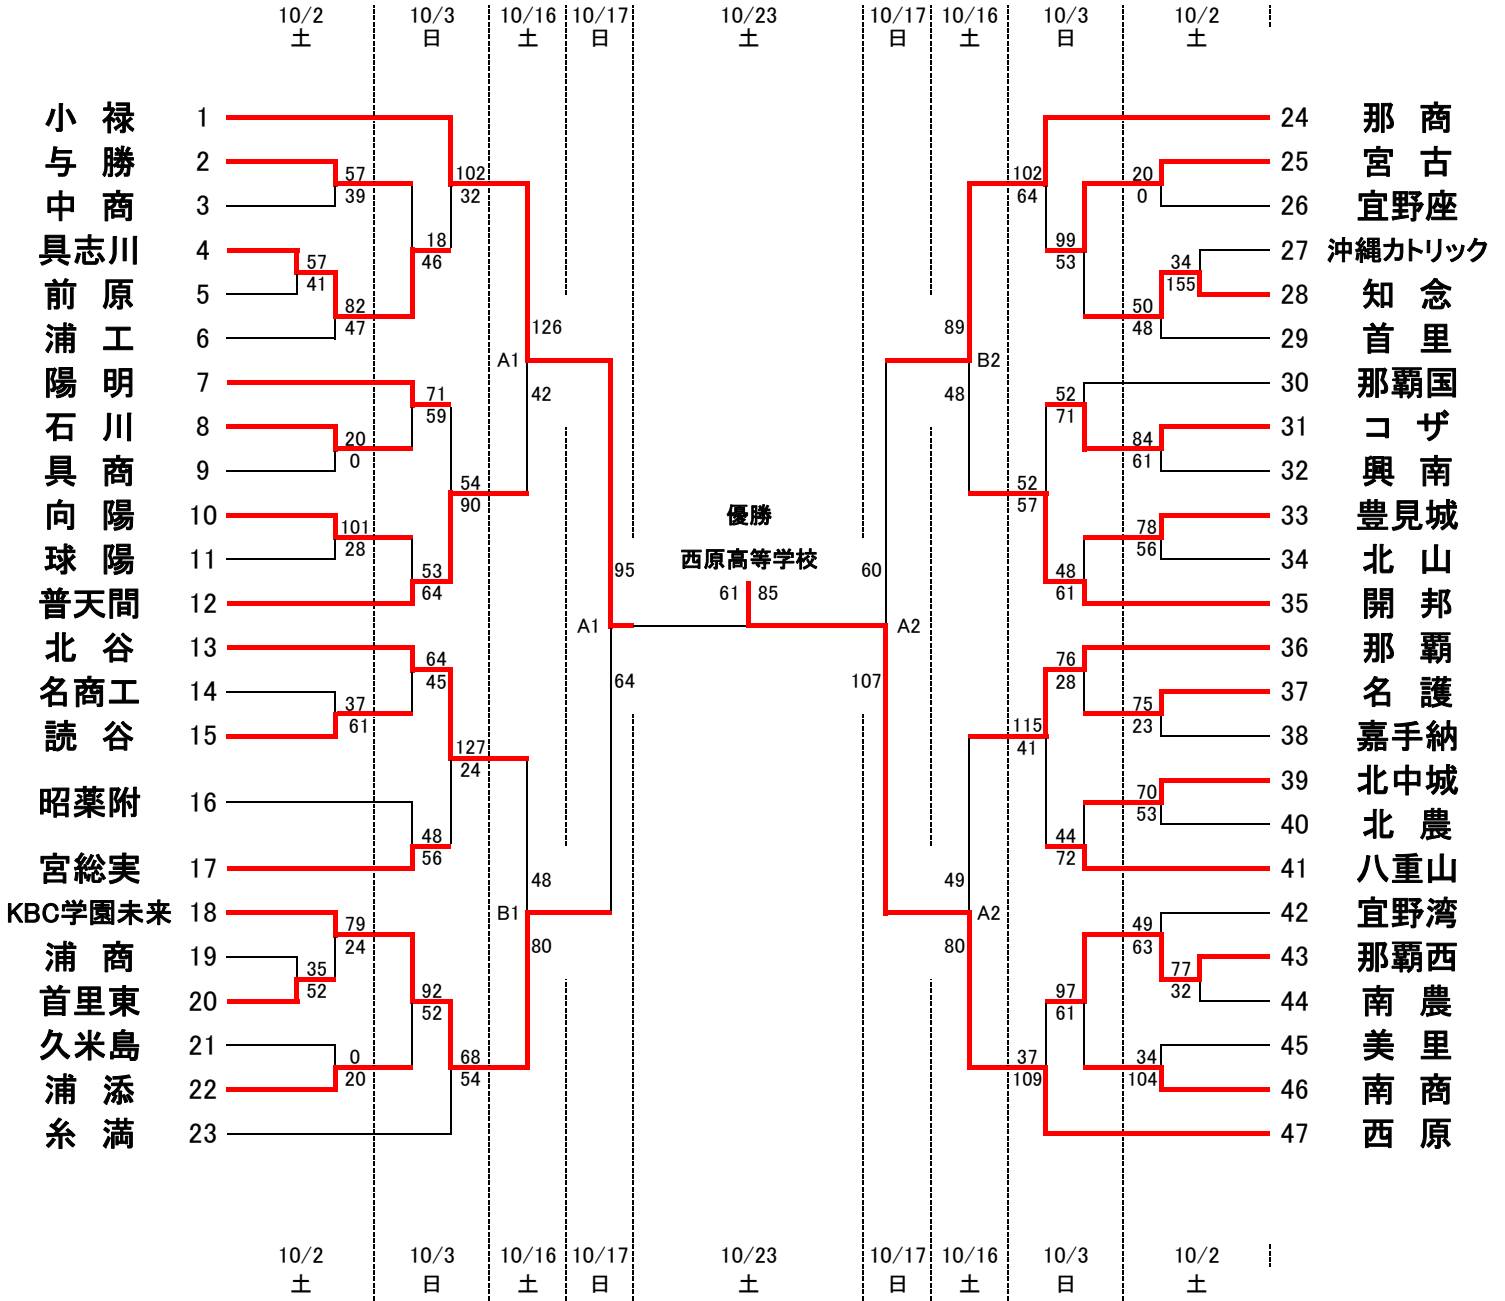 10/2 10/3 10/16 10/17 10/23 10/17 10/16 10/3 10/2
土 日 土 日 土 日 土 日 土
小 禄 1 24 那 商
与 勝 2 57 102 102 20 25 宮 古
中 商 3 39 32 64 0 26 宜野座
具志川 4 57 18 99 34 27 沖縄カトリック
前 原 5 41 46 53 155 28 知 念
浦 工 6 82 47 126 89 50 48 29 首 里
A1 B2
陽 明 7 71 42 48 52 30 那覇国
石 川 8 20 59 71 84 31 コ ザ
具 商 9 0 54 52 61 32 興 南
向 陽 10 101 90 優勝 57 78 33 豊見城
球 陽 11 28 53 95 西原高等学校 60 48 56 34 北 山
普天間 12 64 61 85 61 35 開 邦
A1 A2
北 谷 13 64 76 36 那 覇
名商工 14 37 45 64 107 28 75 37 名 護
読 谷 15 61 127 115 23 38 嘉手納
24 41
昭薬附 16 70 39 北中城
48 53 40 北 農
宮総実 17 56 48 49 44 72 41 八重山
KBC学園未来 18 79 B1 A2 49 42 宜野湾
浦 商 19 24 35 80 80 63 77 43 那覇西
首里東 20 52 92 97 32 44 南 農
久米島 21 0 52 68 37 61 34 45 美 里
浦 添 22 20 54 109 104 46 南 商
糸 満 23 47 西 原
10/2 10/3 10/16 10/17 10/23 10/17 10/16 10/3 10/2
土 日 土 日 土 日 土 日 土